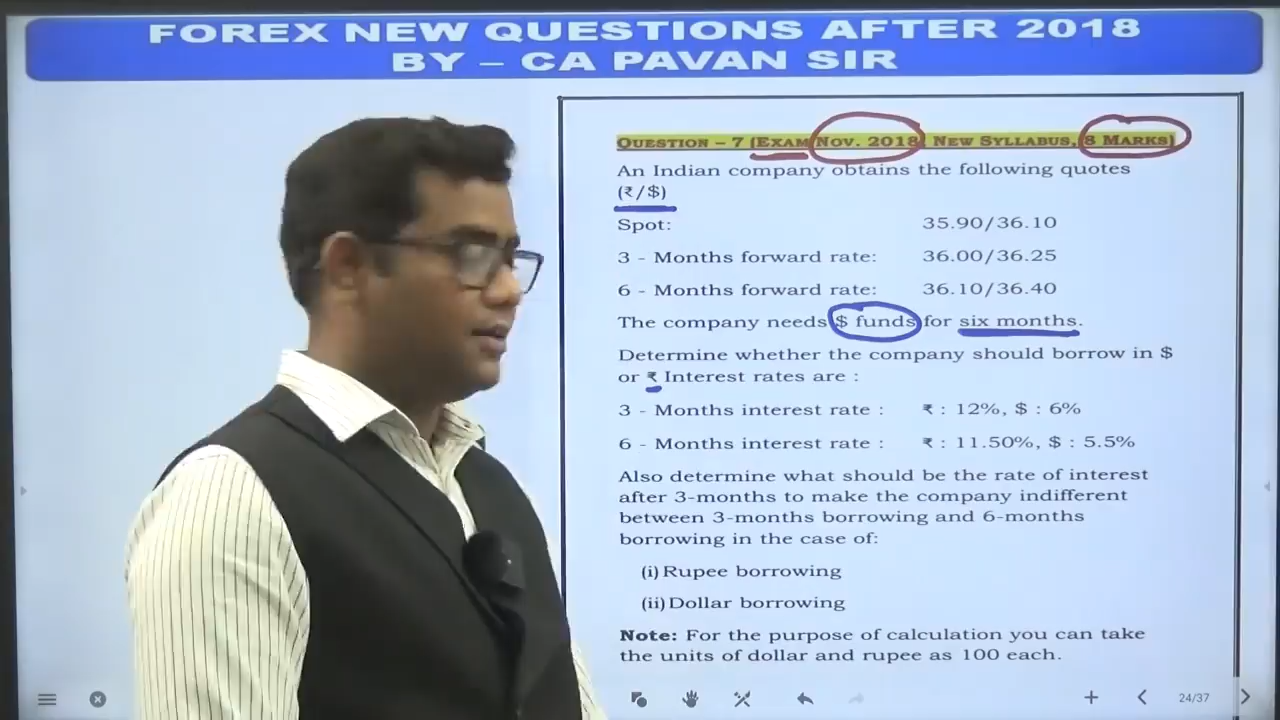 FOREX NEW QUESTIONS AFTER 2018
BY – CA PAVAN SIR
QUESTION – 7 [EXAM NOV. 2018, NEW SYLLABUS, 8 MARKS]
An Indian company obtains the following quotes
(₹/$)
Spot: 35.90/36.10
3 - Months forward rate: 36.00/36.25
6 - Months forward rate: 36.10/36.40
The company needs $ funds for six months.
Determine whether the company should borrow in $
or ₹ Interest rates are :
3 - Months interest rate : ₹ : 12%, $ : 6%
6 - Months interest rate : ₹ : 11.50%, $ : 5.5%
Also determine what should be the rate of interest
after 3-months to make the company indifferent
between 3-months borrowing and 6-months
borrowing in the case of:
(i) Rupee borrowing
(ii) Dollar borrowing
Note: For the purpose of calculation you can take
the units of dollar and rupee as 100 each.
24/37